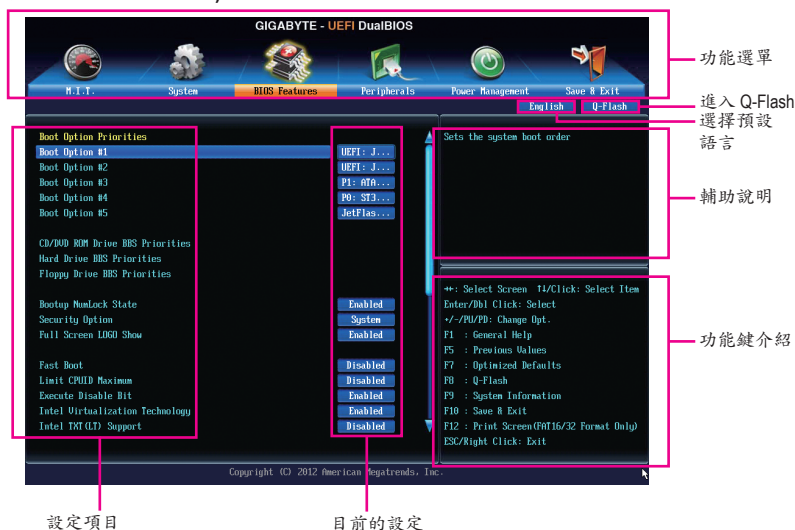 GIGABYTE - UEFI DualBIOS
M.I.T.
System
BIOS Features
Peripherals
Power Management
Save & Exit
功能選單
English
Q-Flash
進入 Q-Flash
選擇預設
語言
Boot Option Priorities
Boot Option #1 UEFI: J...
Boot Option #2 UEFI: J...
Boot Option #3 P1: ATA...
Boot Option #4 P0: ST3...
Boot Option #5 JetFlas...
CD/DVD ROM Drive BBS Priorities
Hard Drive BBS Priorities
Floppy Drive BBS Priorities
Bootup NumLock State Enabled
Security Option System
Full Screen LOGO Show Enabled
Fast Boot Disabled
Limit CPUID Maximum Disabled
Execute Disable Bit Enabled
Intel Virtualization Technology Enabled
Intel TXT(LT) Support Disabled
Sets the system boot order
輔助說明
→←: Select Screen ↑↓/Click: Select Item
Enter/Dbl Click: Select
+/-/PU/PD: Change Opt.
F1 : General Help
F5 : Previous Values
F7 : Optimized Defaults
F8 : Q-Flash
F9 : System Information
F10 : Save & Exit
F12 : Print Screen(FAT16/32 Format Only)
ESC/Right Click: Exit
功能鍵介紹
Copyright (C) 2012 American Megatrends, Inc.
設定項目
目前的設定